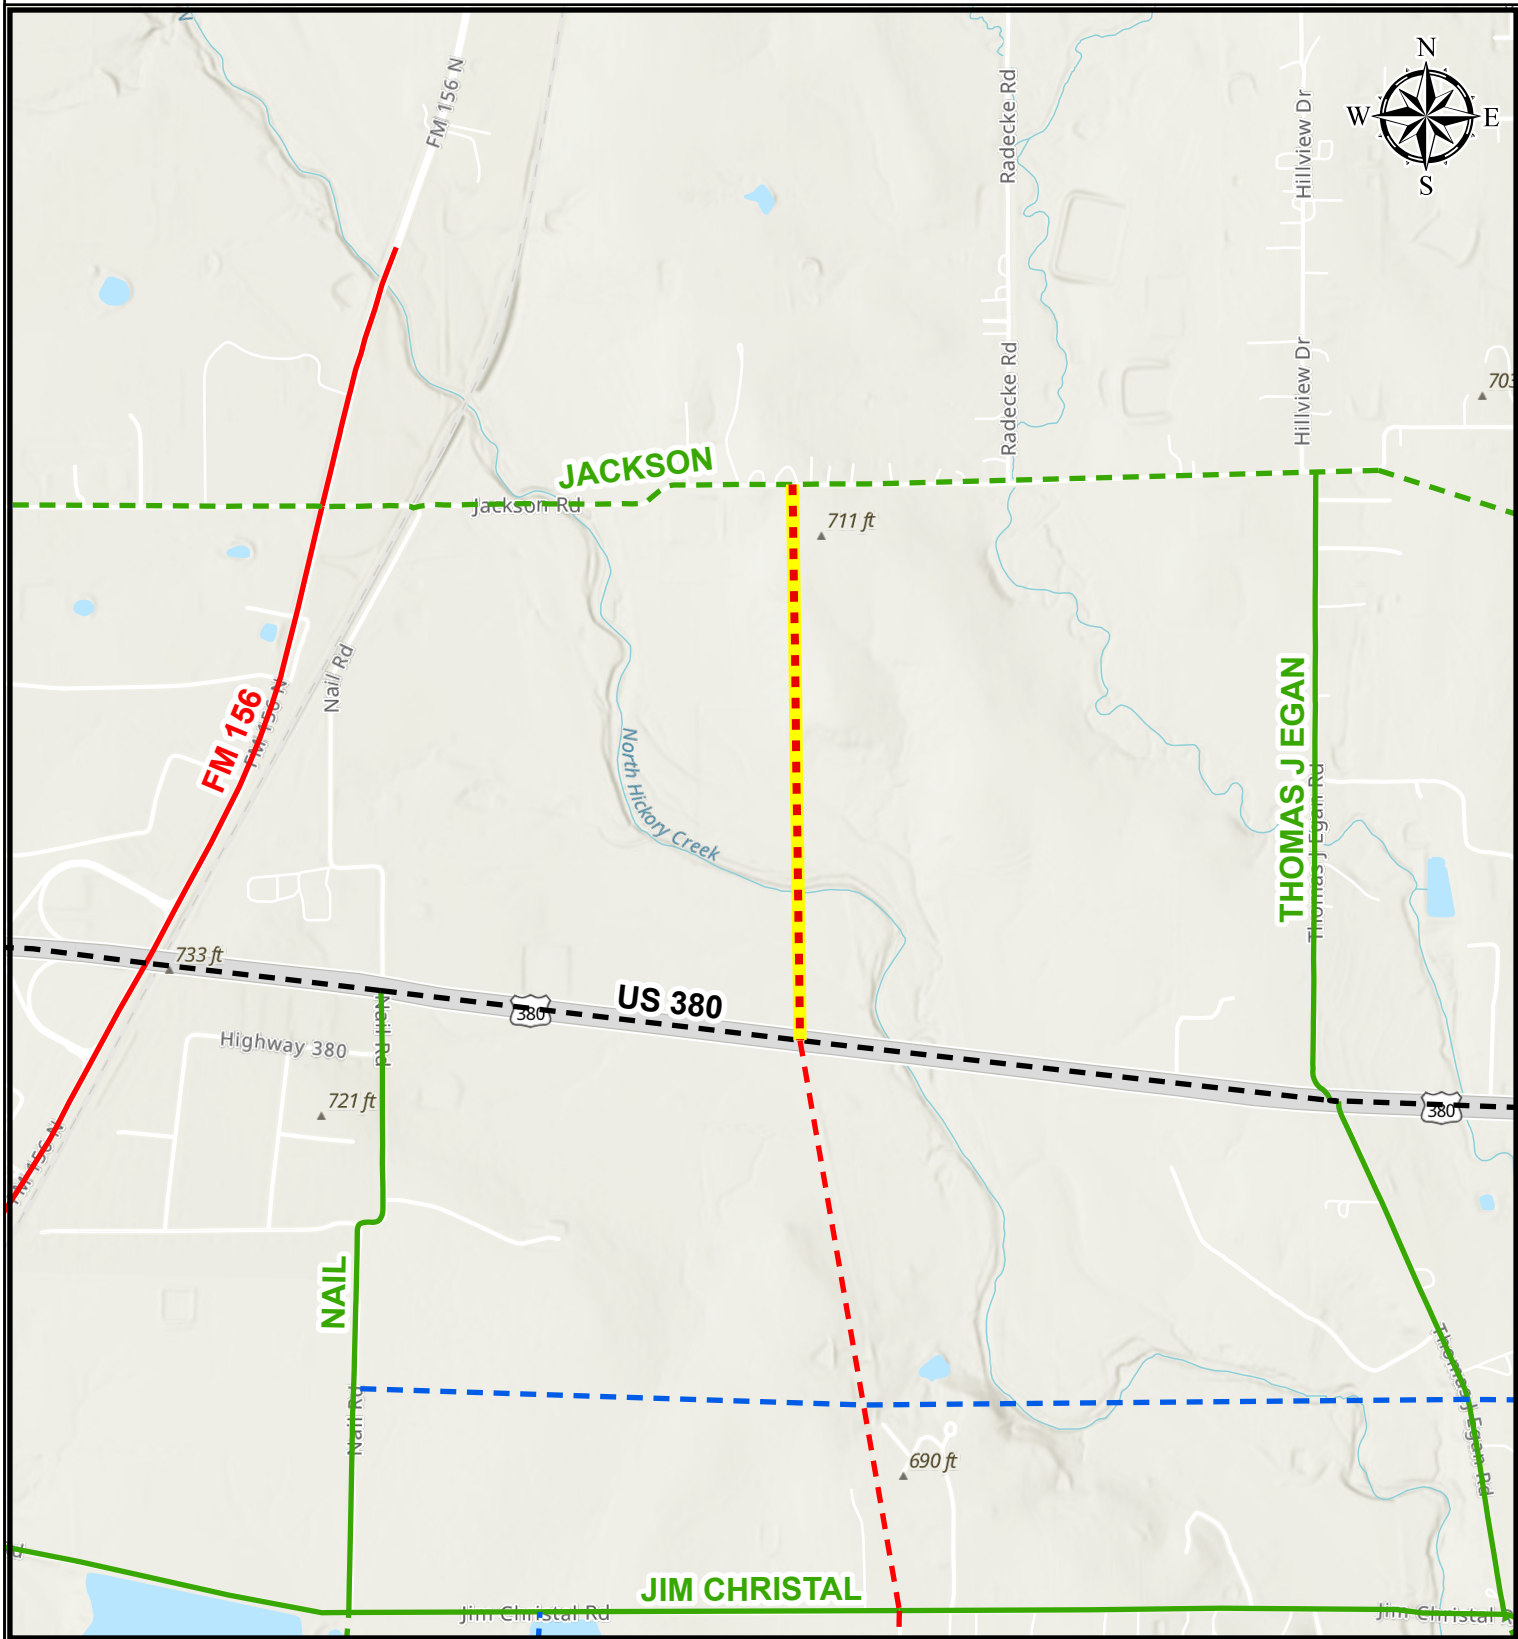 N
W
E
S
N
FM 156 N
Radecke Rd
Hillview Dr
Radecke Rd
Hillview Dr
703
JACKSON
Jackson Rd
711 ft
Nail Rd
FM 156
FM 156 N
THOMAS J EGAN
Thomas J Egan Rd
North Hickory Creek
733 ft
US 380
380
Nail Rd
Highway 380
721 ft
380
FM 156 N
NAIL
Nail Rd
Thomas J Egan Rd
690 ft
JIM CHRISTAL
Jim Christal Rd
Jim Christal R